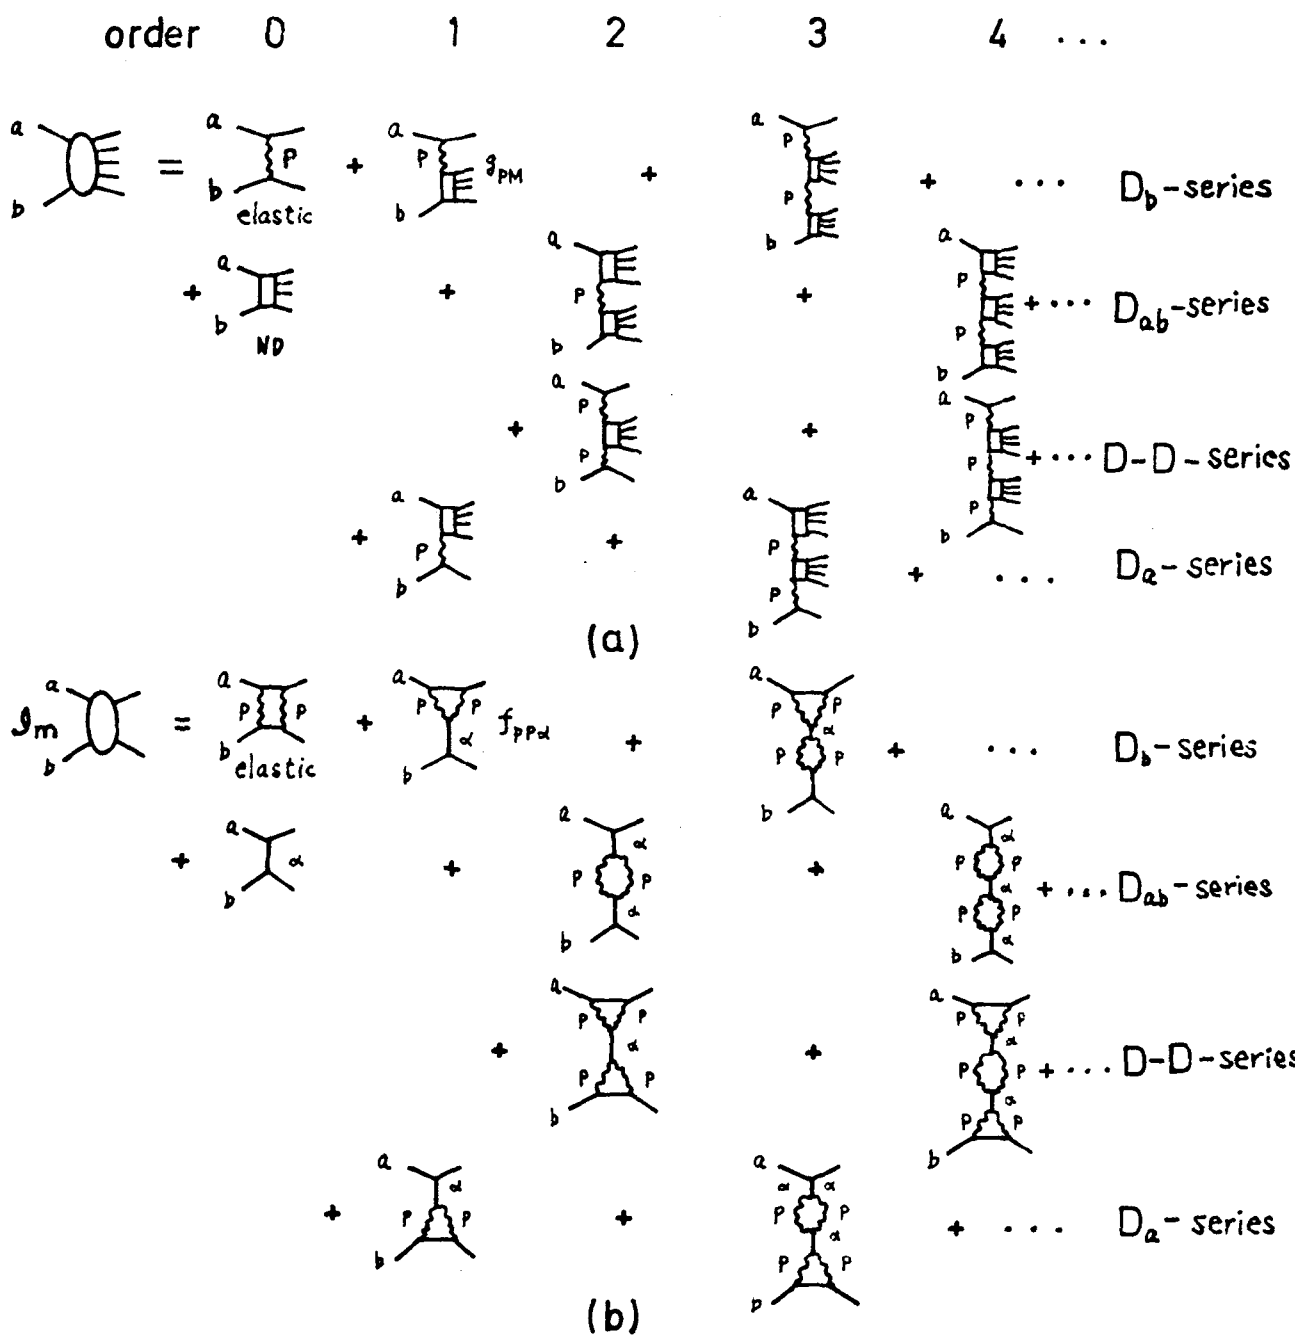 order 0 1 2 3 4 ...
a a a a
P P g_PM P
= + + + ... D_b-series
b b b b
elastic
a a a
P P
+ + + + ... D_ab-series
b b b
ND
P
a a
P P
+ + P + ... D-D-series
P
b P
a a b
P P
+ + + ... D_a-series
b P
b
(a)
a a a a
P P P P P P
𝓘m = + f_PPα + α + ... D_b-series
b b α P P
elastic b b
a a a
α α α
P P P P
+ + + α + ... D_ab-series
b α P P
b α
b
a a
P P P P
α α
+ + P P + ... D-D-series
P P α
b P P
b
a a
α α α
P P P P
+ + α + ... D_a-series
b P P
b
(b)